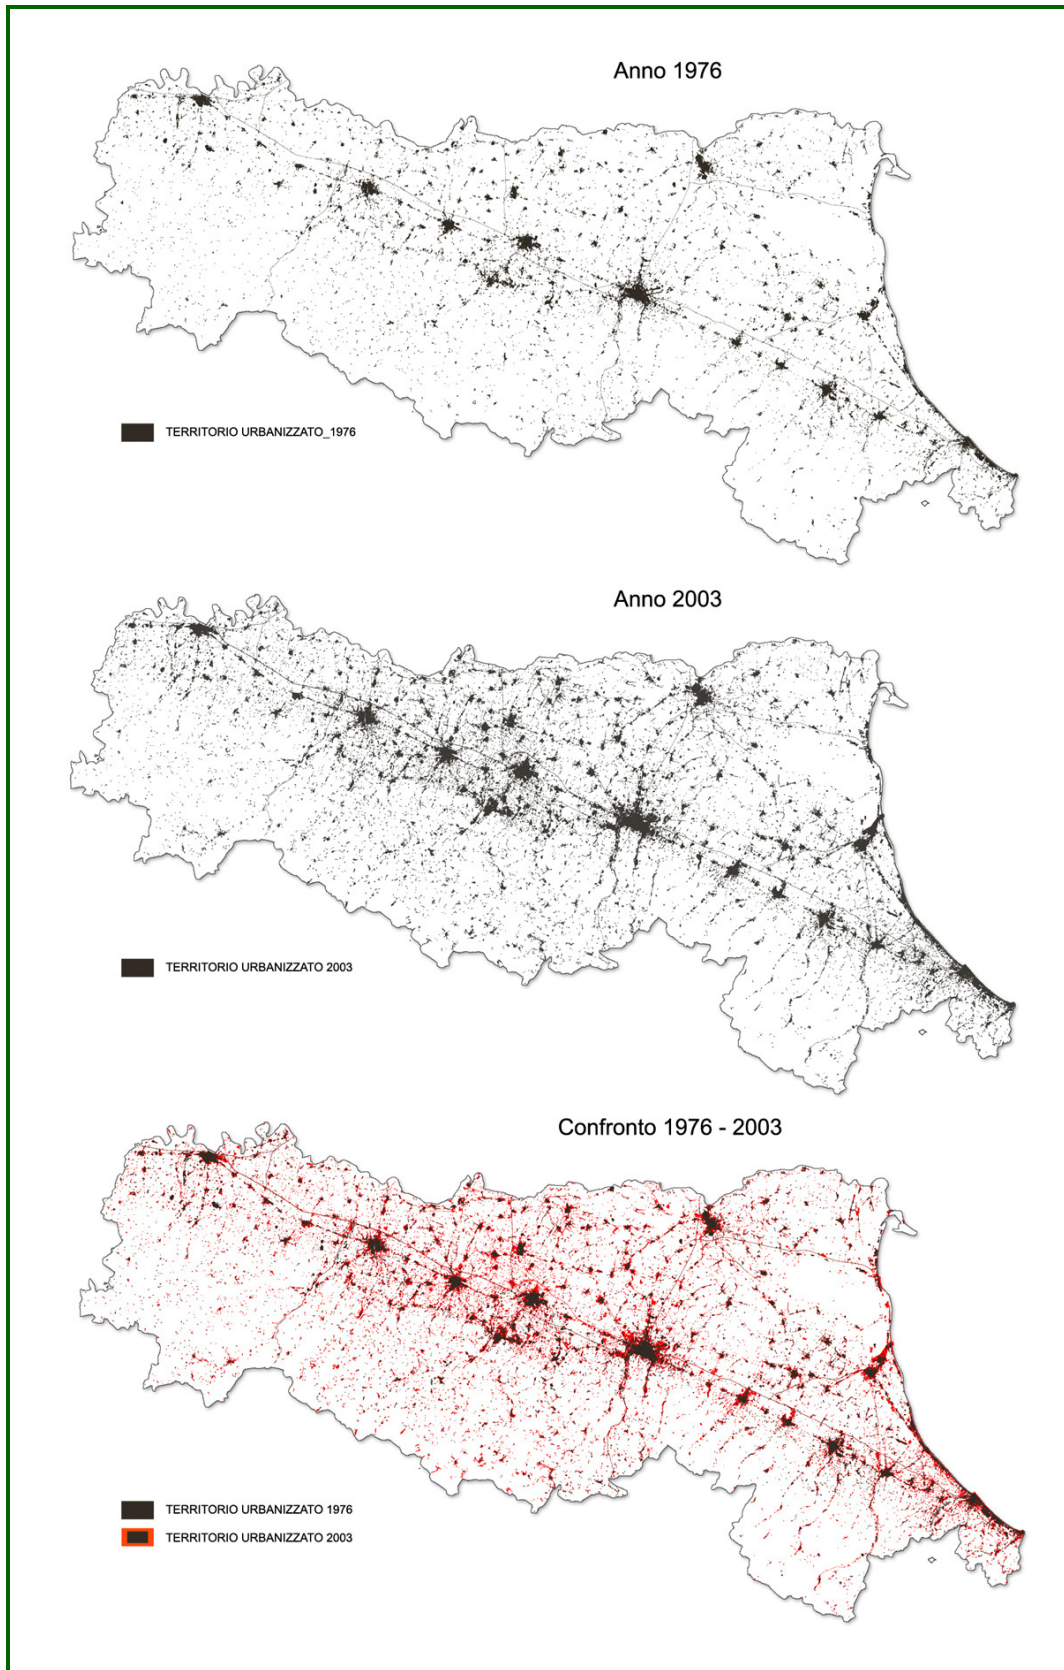 Anno 1976
TERRITORIO URBANIZZATO_1976
Anno 2003
TERRITORIO URBANIZZATO 2003
Confronto 1976 - 2003
TERRITORIO URBANIZZATO 1976
TERRITORIO URBANIZZATO 2003